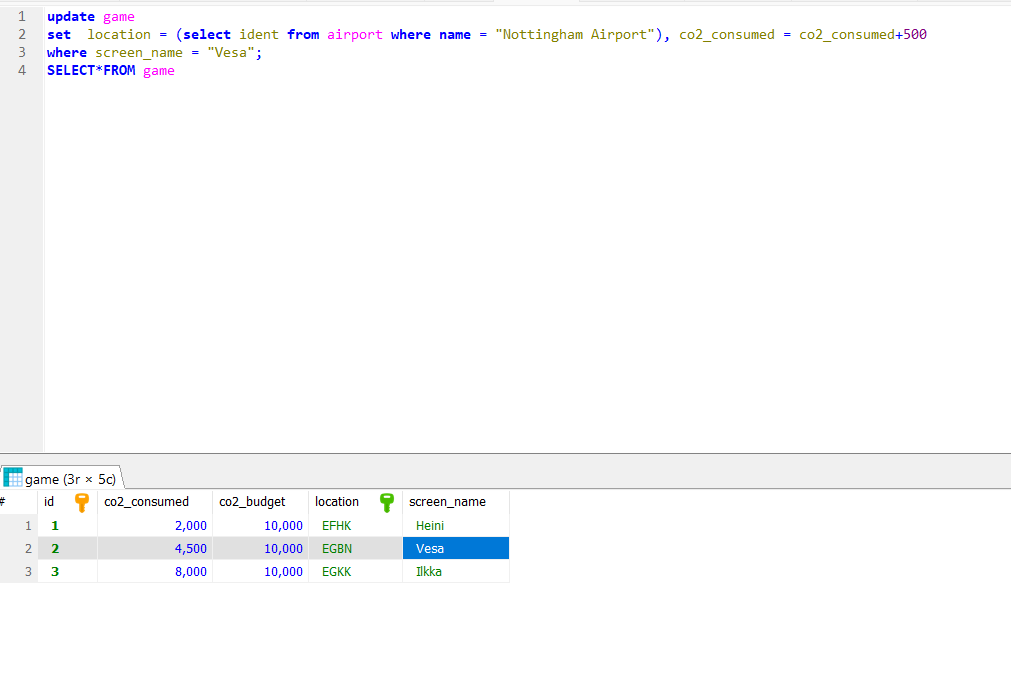 1 update game
2 set  location = (select ident from airport where name = "Nottingham Airport"), co2_consumed = co2_consumed+500
3 where screen_name = "Vesa";
4 SELECT*FROM game
game (3r × 5c)
# id co2_consumed co2_budget location screen_name
1 1 2,000 10,000 EFHK Heini
2 2 4,500 10,000 EGBN Vesa
3 3 8,000 10,000 EGKK Ilkka